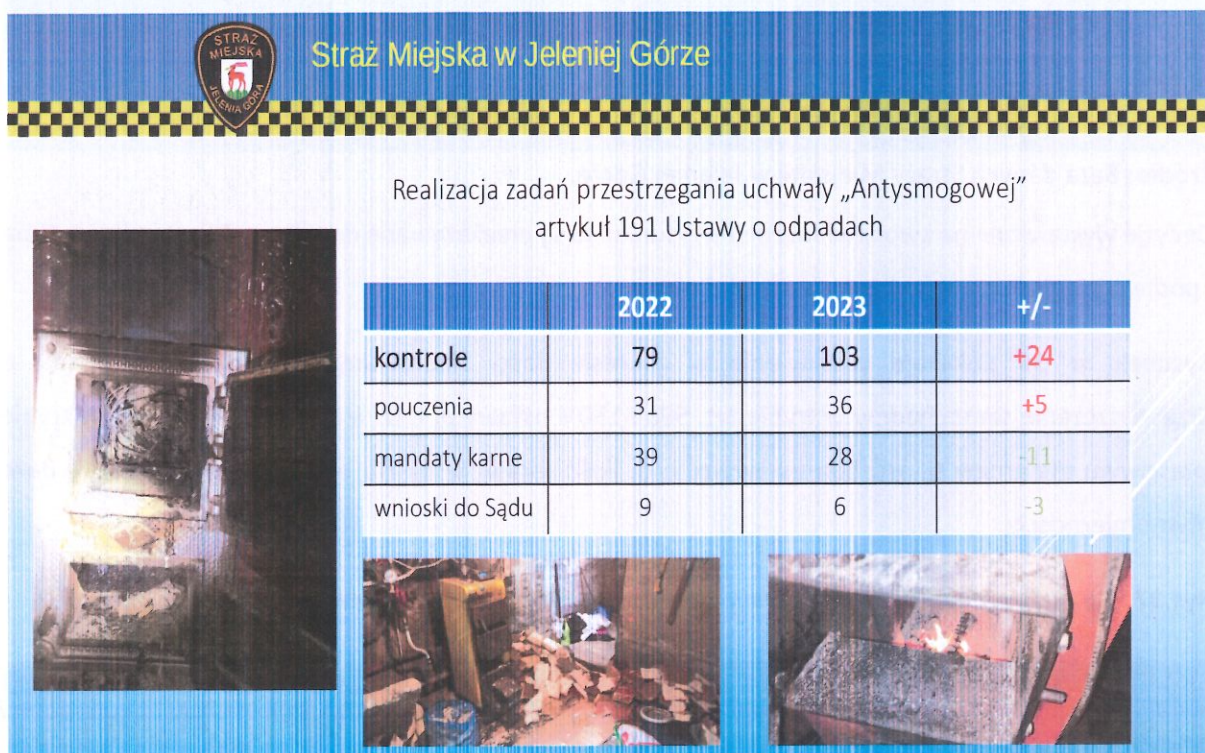 STRAŻ
MIEJSKA
JELENIA GÓRA
Straż Miejska w Jeleniej Górze
Realizacja zadań przestrzegania uchwały „Antysmogowej”
artykuł 191 Ustawy o odpadach
2022 2023 +/-
kontrole 79 103 +24
pouczenia 31 36 +5
mandaty karne 39 28 -11
wnioski do Sądu 9 6 -3